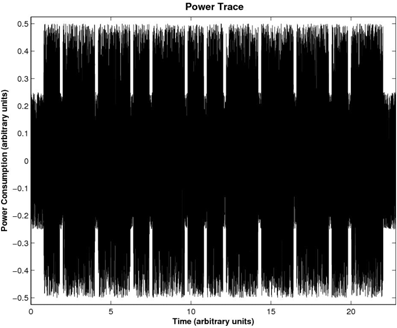 Power Trace
Power Consumption (arbitrary units)
0.5
0.4
0.3
0.2
0.1
0
−0.1
−0.2
−0.3
−0.4
−0.5
0 5 10 15 20
Time (arbitrary units)